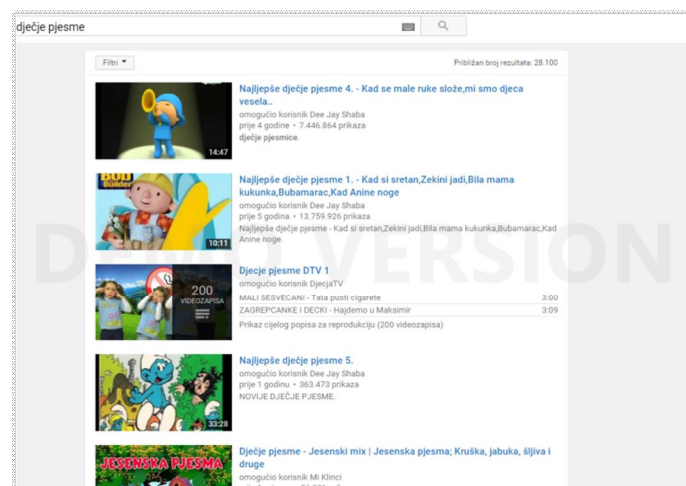 dječje pjesme
Filtri
Približan broj rezultata: 28.100
Najljepše dječje pjesme 4. - Kad se male ruke slože,mi smo djeca
vesela..
omogućio korisnik Dee Jay Shaba
prije 4 godine • 7.446.864 prikaza
dječje pjesmice.
14:47
BOB
Builder
Najljepše dječje pjesme 1. - Kad si sretan,Zekini jadi,Bila mama
kukunka,Bubamarac,Kad Anine noge
omogućio korisnik Dee Jay Shaba
prije 5 godina • 13.759.926 prikaza
Najljepše dječje pjesme - Kad si sretan,Zekini jadi,Bila mama kukunka,Bubamarac,Kad
Anine noge.
10:11
DEMO VERSION
Djecje pjesme DTV 1
omogućio korisnik DjecjaTV
200
VIDEOZAPISA
MALI SESVECANI - Tata pusti cigarete 3:00
ZAGREPCANKE I DECKI - Hajdemo u Maksimir 3:09
Prikaz cijelog popisa za reprodukciju (200 videozapisa)
Najljepše dječje pjesme 5.
omogućio korisnik Dee Jay Shaba
prije 1 godinu • 363.473 prikaza
NOVIJE DJEČJE PJESME.
33:28
JESENSKA PJESMA
Dječje pjesme - Jesenski mix | Jesenska pjesma; Kruška, jabuka, šljiva i
druge
omogućio korisnik Mi Klinci